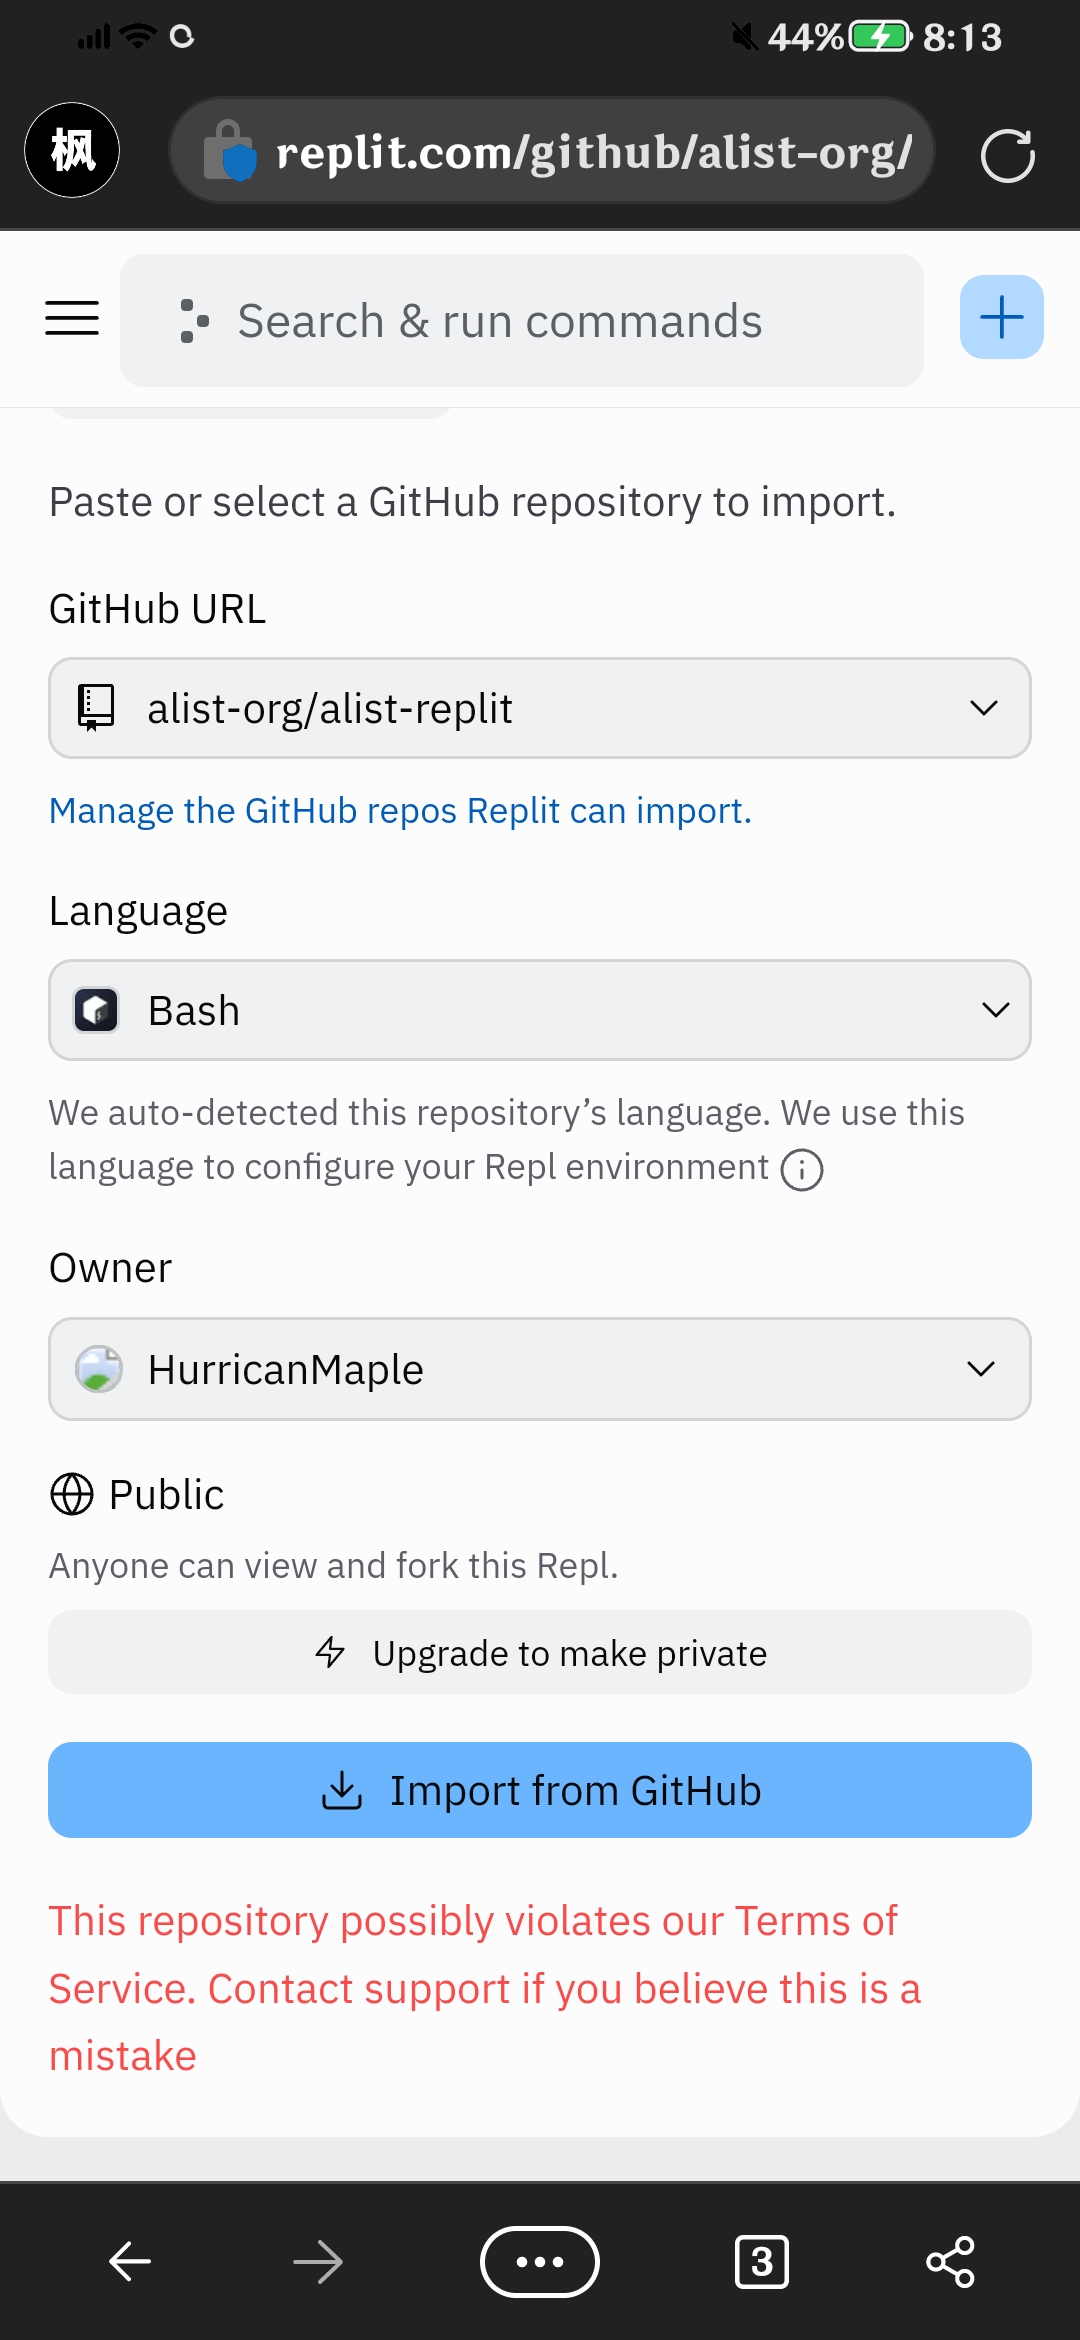 44% 8:13
枫 replit.com/github/alist-org/
Search & run commands
Paste or select a GitHub repository to import.
GitHub URL
alist-org/alist-replit
Manage the GitHub repos Replit can import.
Language
Bash
We auto-detected this repository’s language. We use this
language to configure your Repl environment
Owner
HurricanMaple
Public
Anyone can view and fork this Repl.
Upgrade to make private
Import from GitHub
This repository possibly violates our Terms of
Service. Contact support if you believe this is a
mistake
3